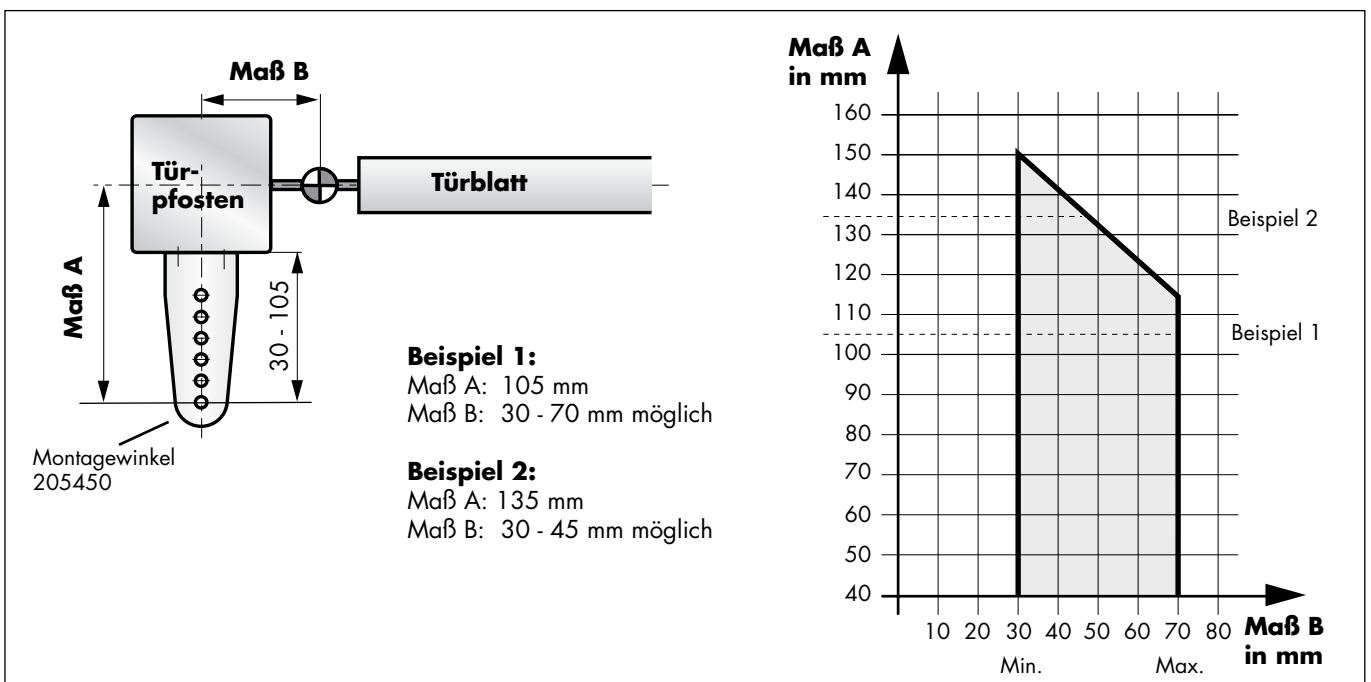 Maß B
Tür-
pfosten
Türblatt
Maß A
30 - 105
Montagewinkel
205450
Beispiel 1:
Maß A: 105 mm
Maß B: 30 - 70 mm möglich
Beispiel 2:
Maß A: 135 mm
Maß B: 30 - 45 mm möglich
Maß A
in mm
160
150
140
130
120
110
100
90
80
70
60
50
40
Beispiel 2
Beispiel 1
10 20 30 40 50 60 70 80
Maß B
in mm
Min. Max.